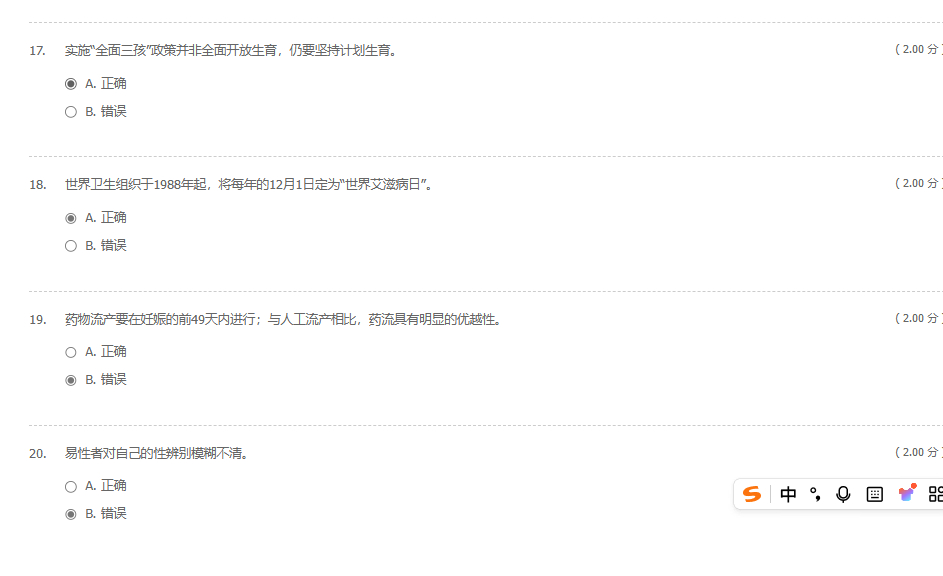 17. 实施“全面三孩”政策并非全面开放生育，仍要坚持计划生育。 ( 2.00 分 )
A. 正确
B. 错误
18. 世界卫生组织于1988年起，将每年的12月1日定为“世界艾滋病日”。 ( 2.00 分 )
A. 正确
B. 错误
19. 药物流产要在妊娠的前49天内进行；与人工流产相比，药流具有明显的优越性。 ( 2.00 分 )
A. 正确
B. 错误
20. 易性者对自己的性辨别模糊不清。 ( 2.00 分 )
A. 正确
中
B. 错误